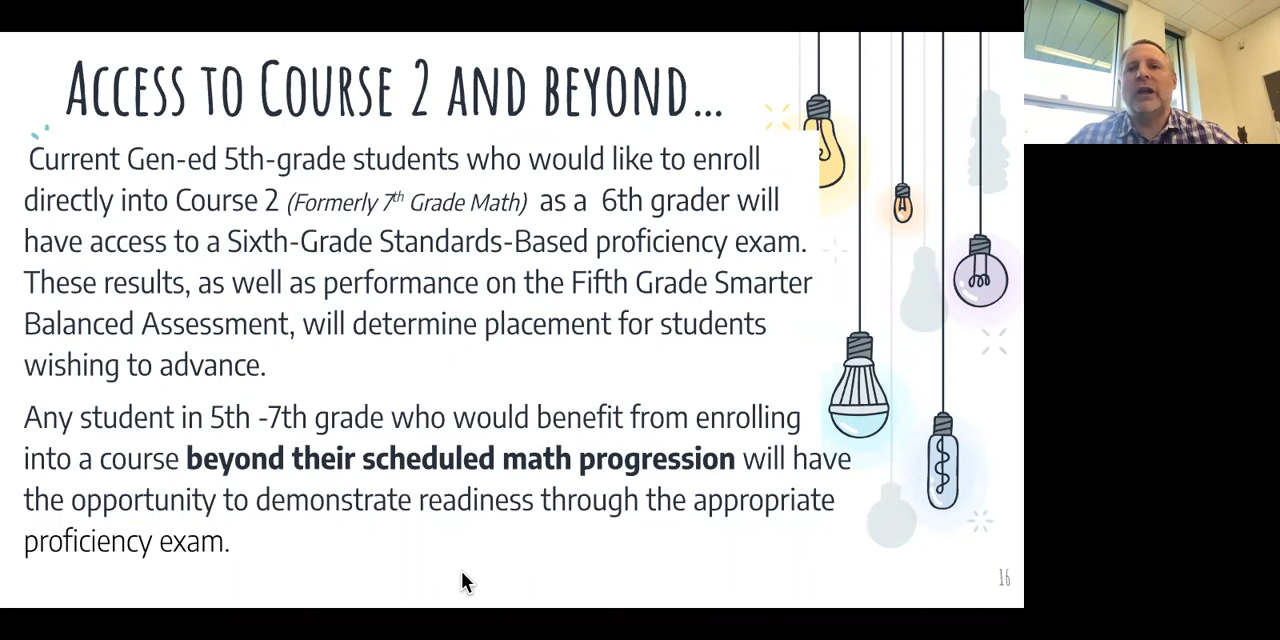 Access to Course 2 and beyond...
Current Gen-ed 5th-grade students who would like to enroll
directly into Course 2 (Formerly 7th Grade Math) as a 6th grader will
have access to a Sixth-Grade Standards-Based proficiency exam.
These results, as well as performance on the Fifth Grade Smarter
Balanced Assessment, will determine placement for students
wishing to advance.
Any student in 5th -7th grade who would benefit from enrolling
into a course beyond their scheduled math progression will have
the opportunity to demonstrate readiness through the appropriate
proficiency exam.
16